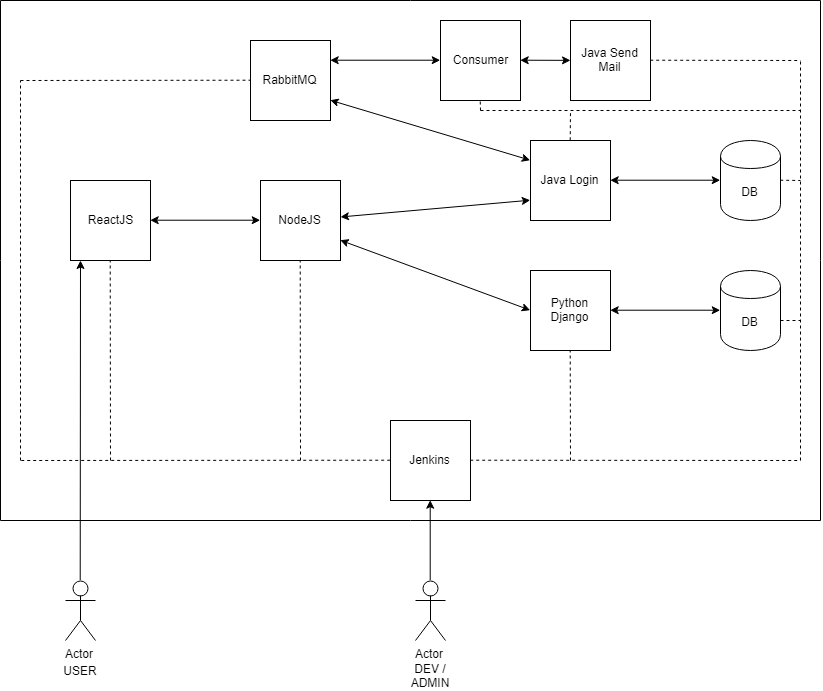 Consumer
Java Send
Mail
RabbitMQ
Java Login
DB
ReactJS
NodeJS
Python
Django
DB
Jenkins
Actor
USER
Actor
DEV /
ADMIN